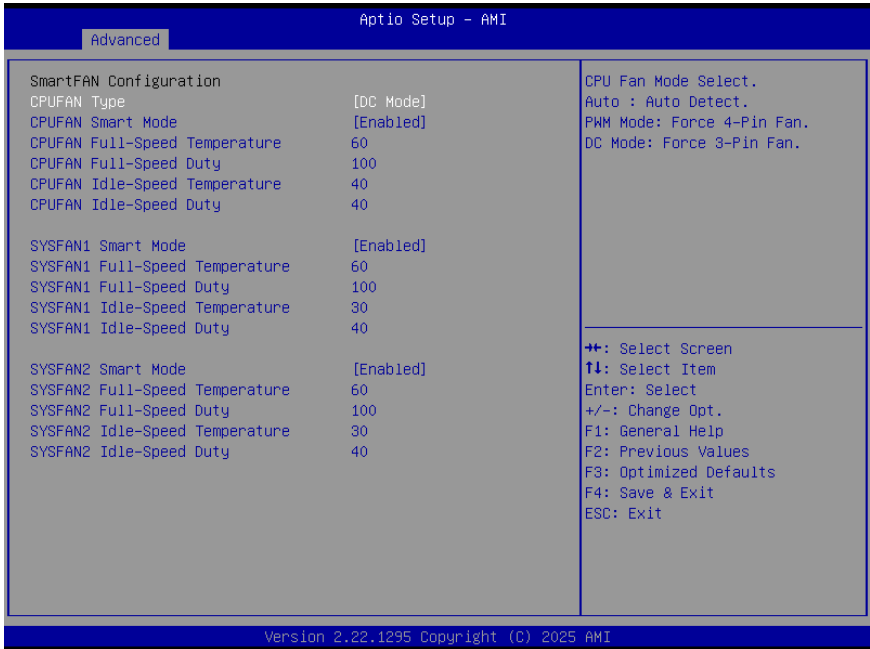 Aptio Setup – AMI
Advanced
SmartFAN Configuration
CPUFAN Type [DC Mode]
CPUFAN Smart Mode [Enabled]
CPUFAN Full-Speed Temperature 60
CPUFAN Full-Speed Duty 100
CPUFAN Idle-Speed Temperature 40
CPUFAN Idle-Speed Duty 40
SYSFAN1 Smart Mode [Enabled]
SYSFAN1 Full-Speed Temperature 60
SYSFAN1 Full-Speed Duty 100
SYSFAN1 Idle-Speed Temperature 30
SYSFAN1 Idle-Speed Duty 40
SYSFAN2 Smart Mode [Enabled]
SYSFAN2 Full-Speed Temperature 60
SYSFAN2 Full-Speed Duty 100
SYSFAN2 Idle-Speed Temperature 30
SYSFAN2 Idle-Speed Duty 40
CPU Fan Mode Select.
Auto : Auto Detect.
PWM Mode: Force 4-Pin Fan.
DC Mode: Force 3-Pin Fan.
→←: Select Screen
↑↓: Select Item
Enter: Select
+/-: Change Opt.
F1: General Help
F2: Previous Values
F3: Optimized Defaults
F4: Save & Exit
ESC: Exit
Version 2.22.1295 Copyright (C) 2025 AMI